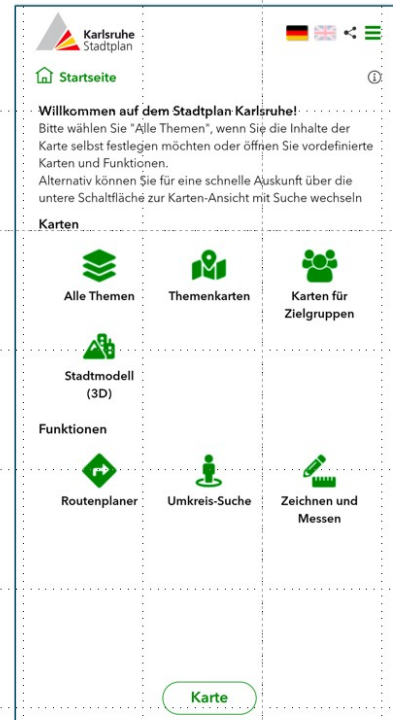 Karlsruhe
Stadtplan
Startseite
Willkommen auf dem Stadtplan Karlsruhe!
Bitte wählen Sie "Alle Themen", wenn Sie die Inhalte der
Karte selbst festlegen möchten oder öffnen Sie vordefinierte
Karten und Funktionen.
Alternativ können Sie für eine schnelle Auskunft über die
untere Schaltfläche zur Karten-Ansicht mit Suche wechseln
Karten
Alle Themen
Themenkarten
Karten für
Zielgruppen
Stadtmodell
(3D)
Funktionen
Routenplaner
Umkreis-Suche
Zeichnen und
Messen
Karte